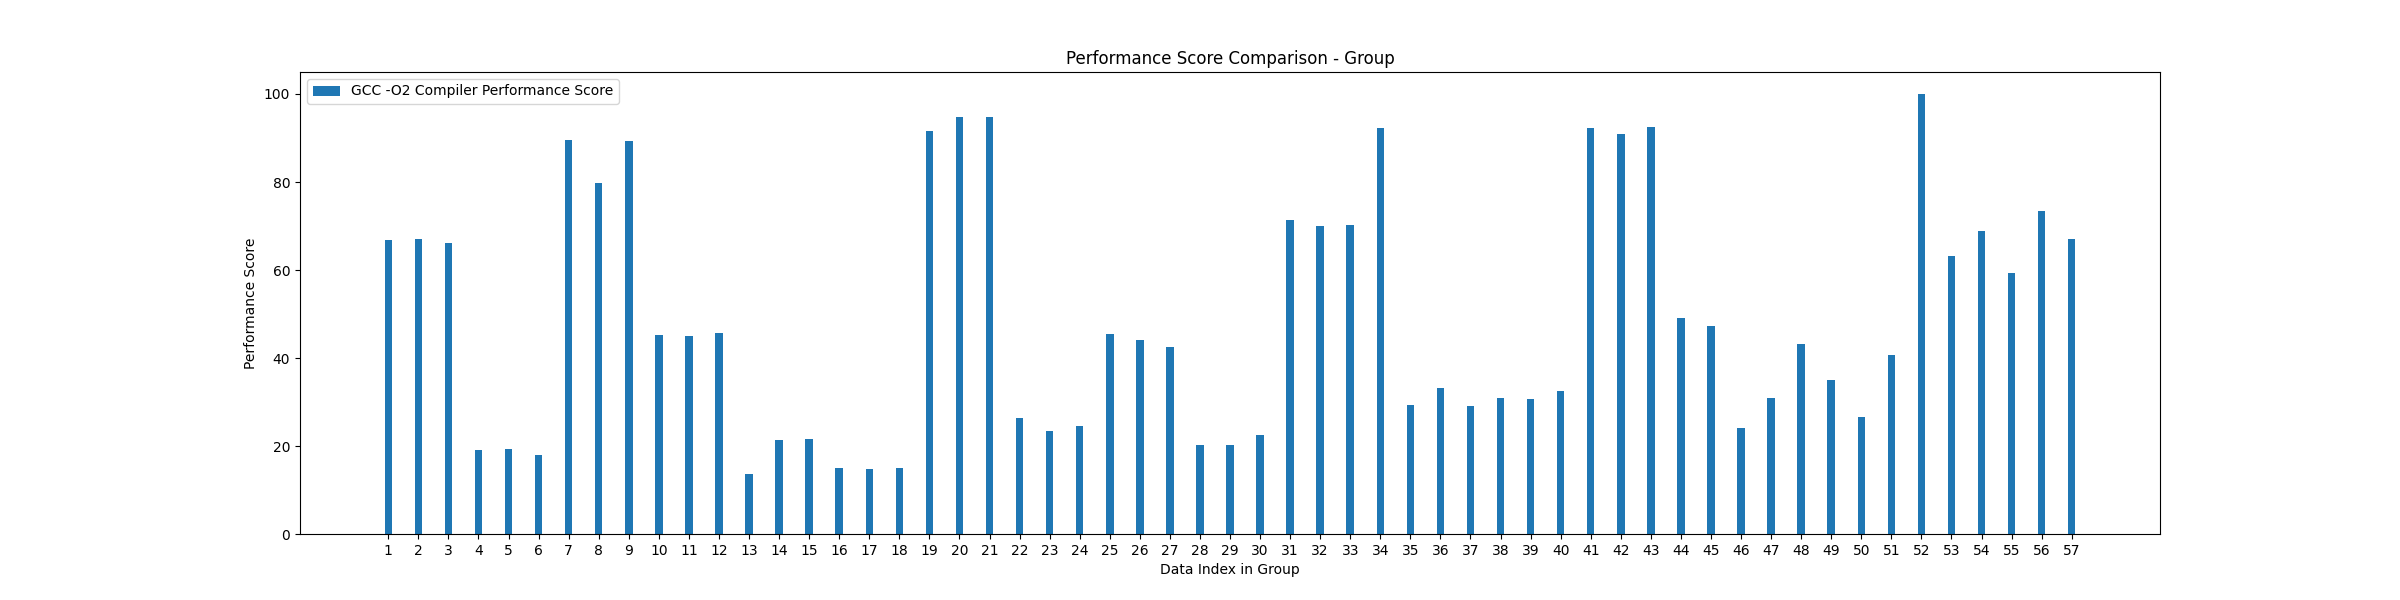 Performance Score Comparison - Group
GCC -O2 Compiler Performance Score
Performance Score
100
80
60
40
20
0
1 2 3 4 5 6 7 8 9 10 11 12 13 14 15 16 17 18 19 20 21 22 23 24 25 26 27 28 29 30 31 32 33 34 35 36 37 38 39 40 41 42 43 44 45 46 47 48 49 50 51 52 53 54 55 56 57
Data Index in Group